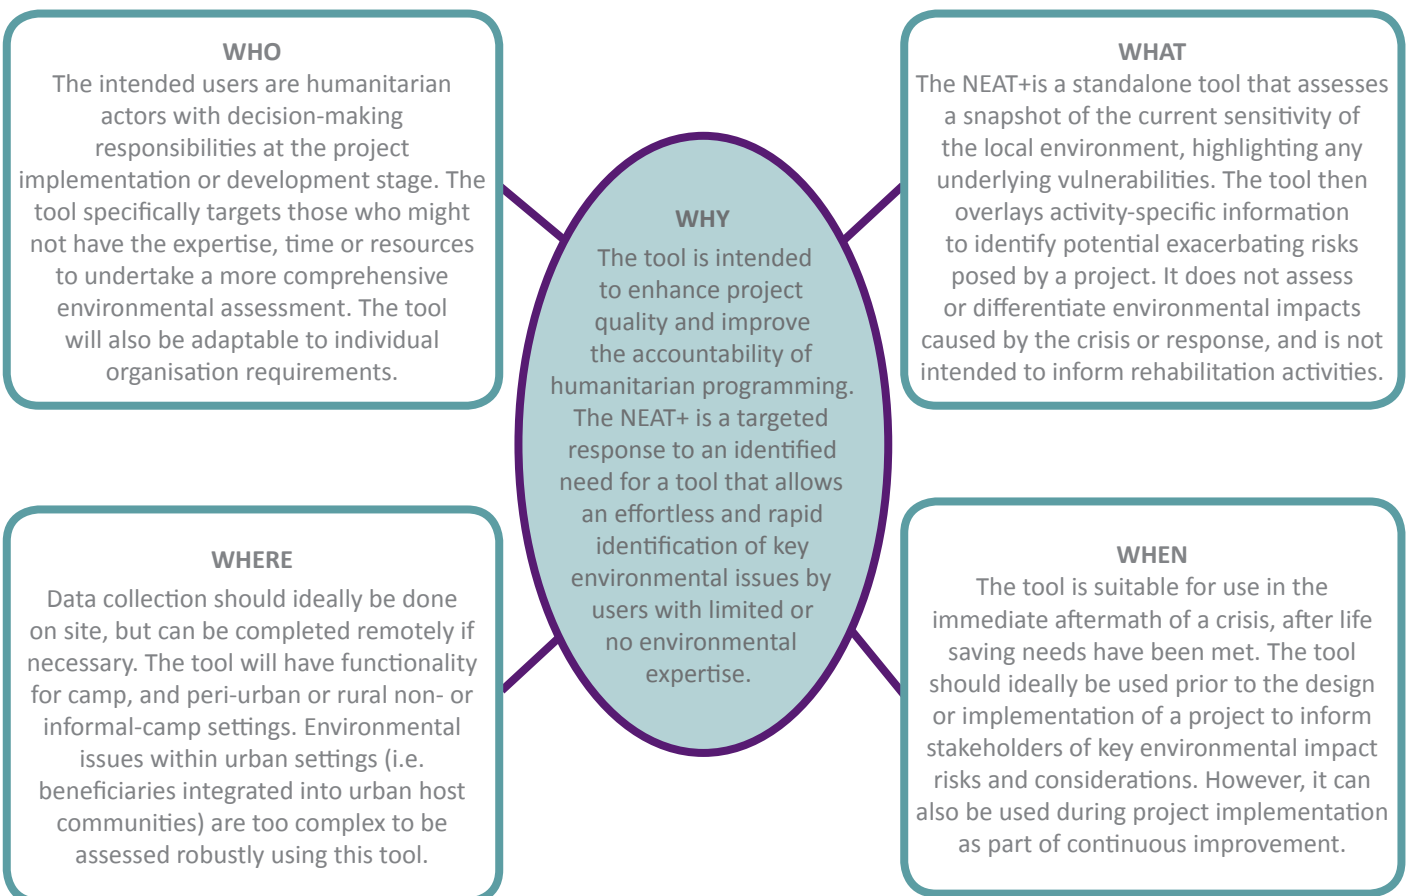 WHO
The intended users are humanitarian
actors with decision-making
responsibilities at the project
implementation or development stage. The
tool specifically targets those who might
not have the expertise, time or resources
to undertake a more comprehensive
environmental assessment. The tool
will also be adaptable to individual
organisation requirements.
WHAT
The NEAT+is a standalone tool that assesses
a snapshot of the current sensitivity of
the local environment, highlighting any
underlying vulnerabilities. The tool then
overlays activity-specific information
to identify potential exacerbating risks
posed by a project. It does not assess
or differentiate environmental impacts
caused by the crisis or response, and is not
intended to inform rehabilitation activities.
WHY
The tool is intended
to enhance project
quality and improve
the accountability of
humanitarian programming.
The NEAT+ is a targeted
response to an identified
need for a tool that allows
an effortless and rapid
identification of key
environmental issues by
users with limited or
no environmental
expertise.
WHERE
Data collection should ideally be done
on site, but can be completed remotely if
necessary. The tool will have functionality
for camp, and peri-urban or rural non- or
informal-camp settings. Environmental
issues within urban settings (i.e.
beneficiaries integrated into urban host
communities) are too complex to be
assessed robustly using this tool.
WHEN
The tool is suitable for use in the
immediate aftermath of a crisis, after life
saving needs have been met. The tool
should ideally be used prior to the design
or implementation of a project to inform
stakeholders of key environmental impact
risks and considerations. However, it can
also be used during project implementation
as part of continuous improvement.